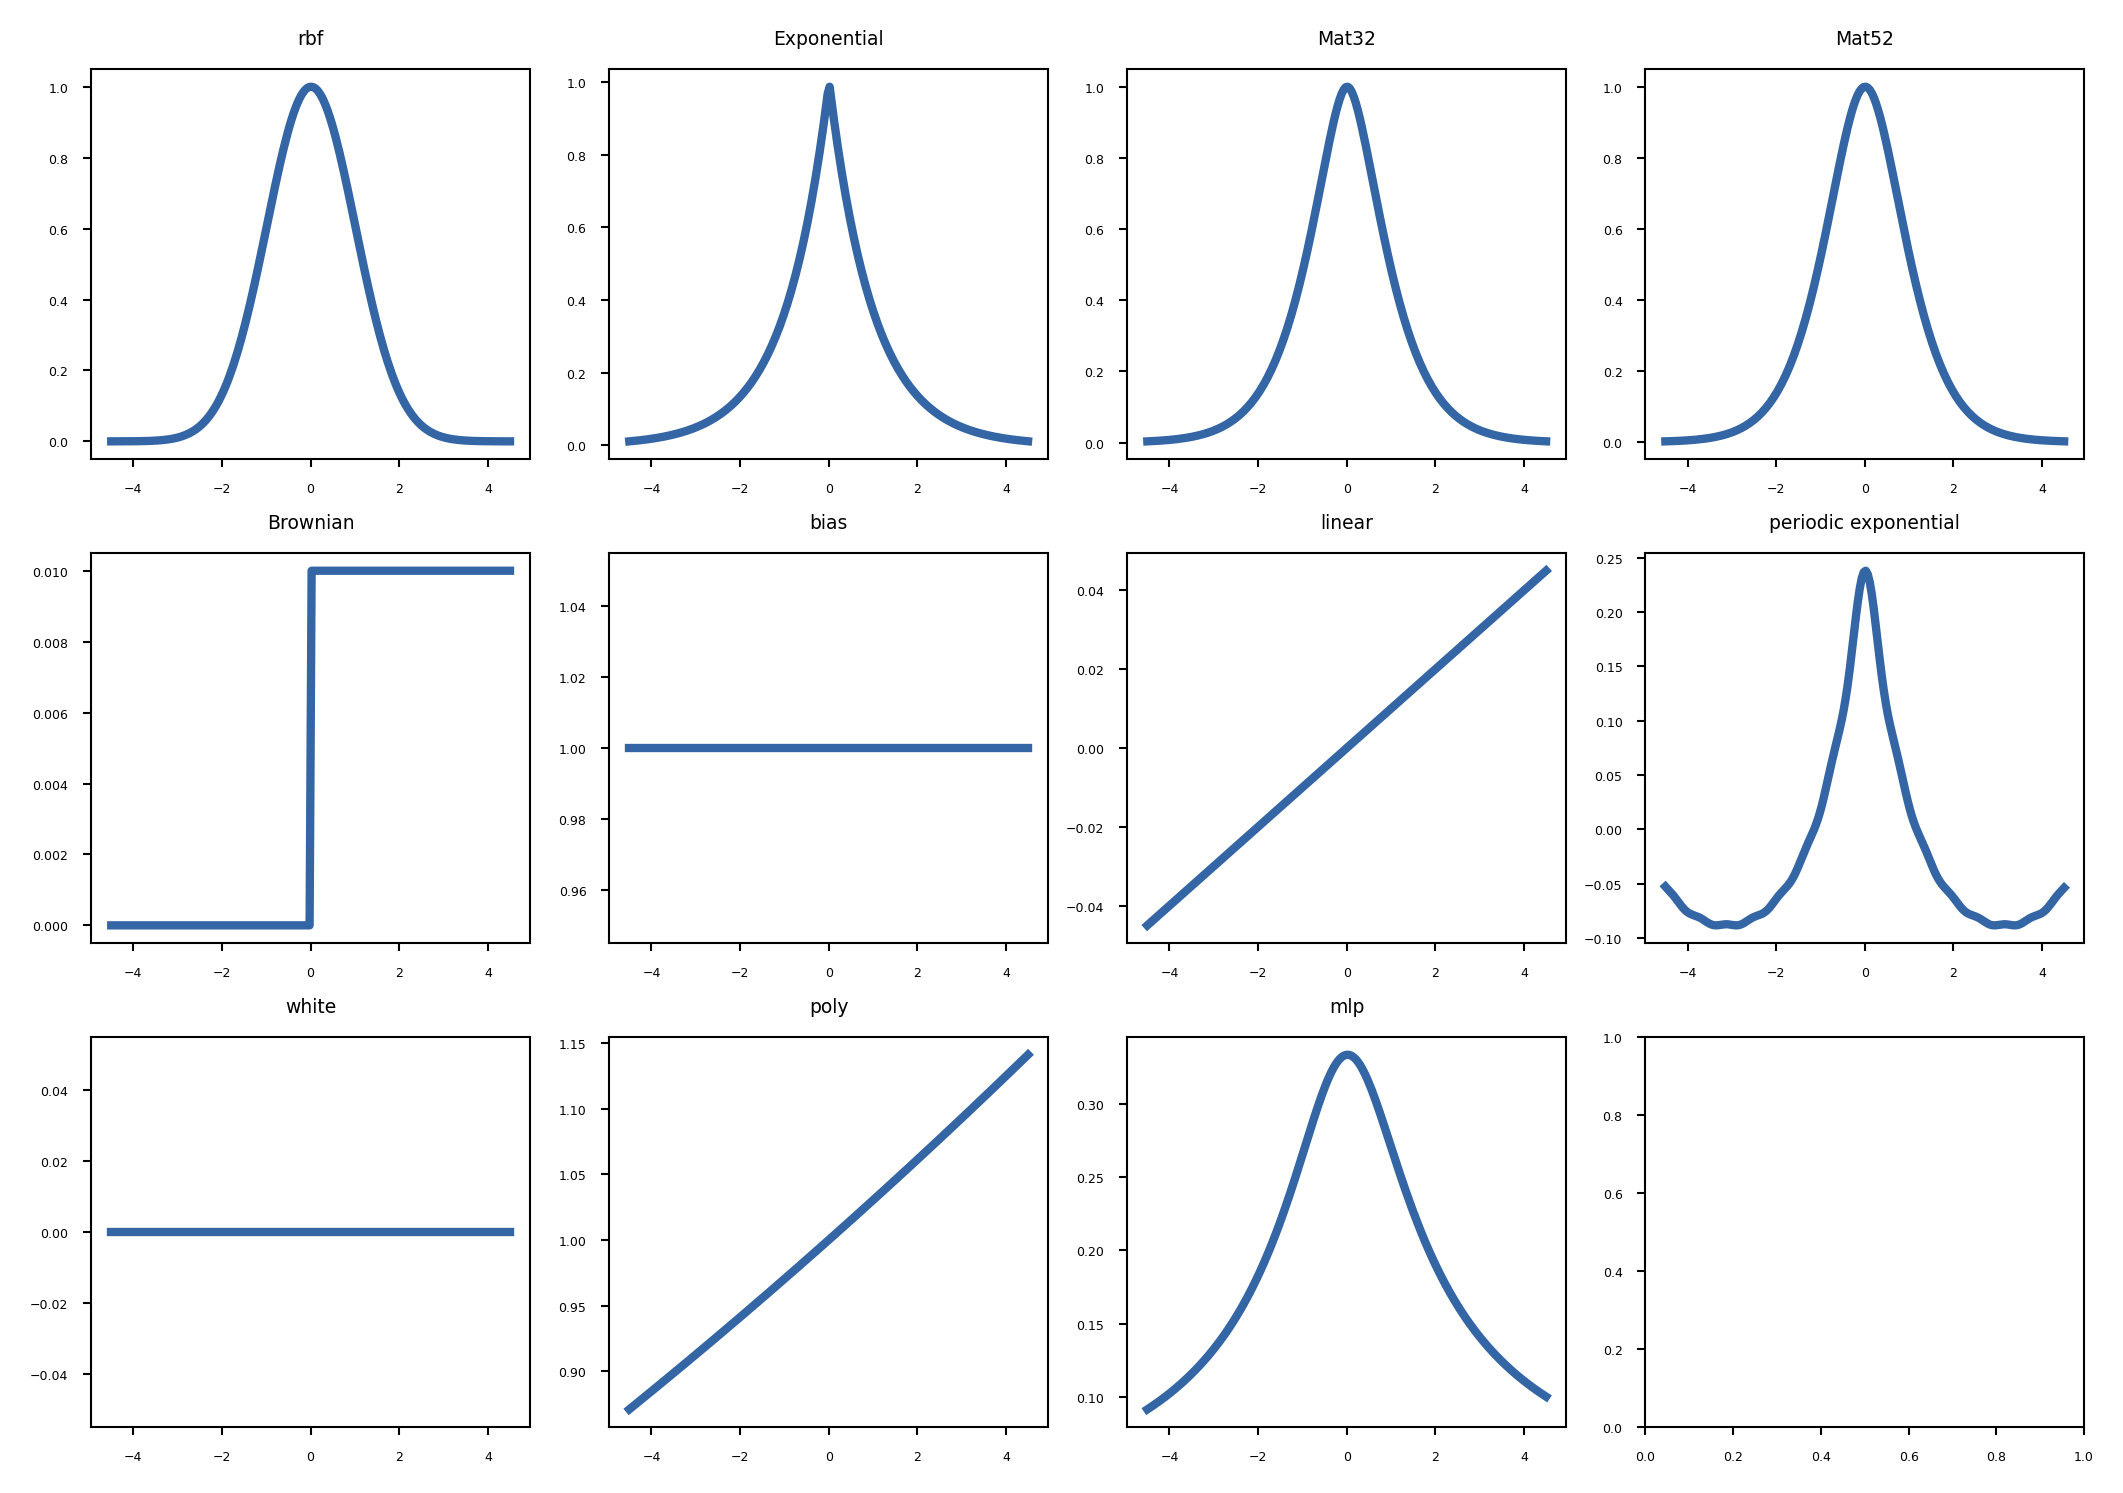 rbf Exponential Mat32 Mat52
1.0 1.0 1.0 1.0
0.8 0.8 0.8 0.8
0.6 0.6 0.6 0.6
0.4 0.4 0.4 0.4
0.2 0.2 0.2 0.2
0.0 0.0 0.0 0.0
−4 −2 0 2 4 −4 −2 0 2 4 −4 −2 0 2 4 −4 −2 0 2 4
Brownian bias linear periodic exponential
0.010
0.008
0.006
0.004
0.002
0.000
−4 −2 0 2 4
1.04
1.02
1.00
0.98
0.96
−4 −2 0 2 4
0.04
0.02
0.00
−0.02
−0.04
−4 −2 0 2 4
0.25
0.20
0.15
0.10
0.05
0.00
−0.05
−0.10
−4 −2 0 2 4
white poly mlp
0.04
0.02
0.00
−0.02
−0.04
−4 −2 0 2 4
1.15
1.10
1.05
1.00
0.95
0.90
−4 −2 0 2 4
0.30
0.25
0.20
0.15
0.10
−4 −2 0 2 4
1.0
0.8
0.6
0.4
0.2
0.0
0.0 0.2 0.4 0.6 0.8 1.0